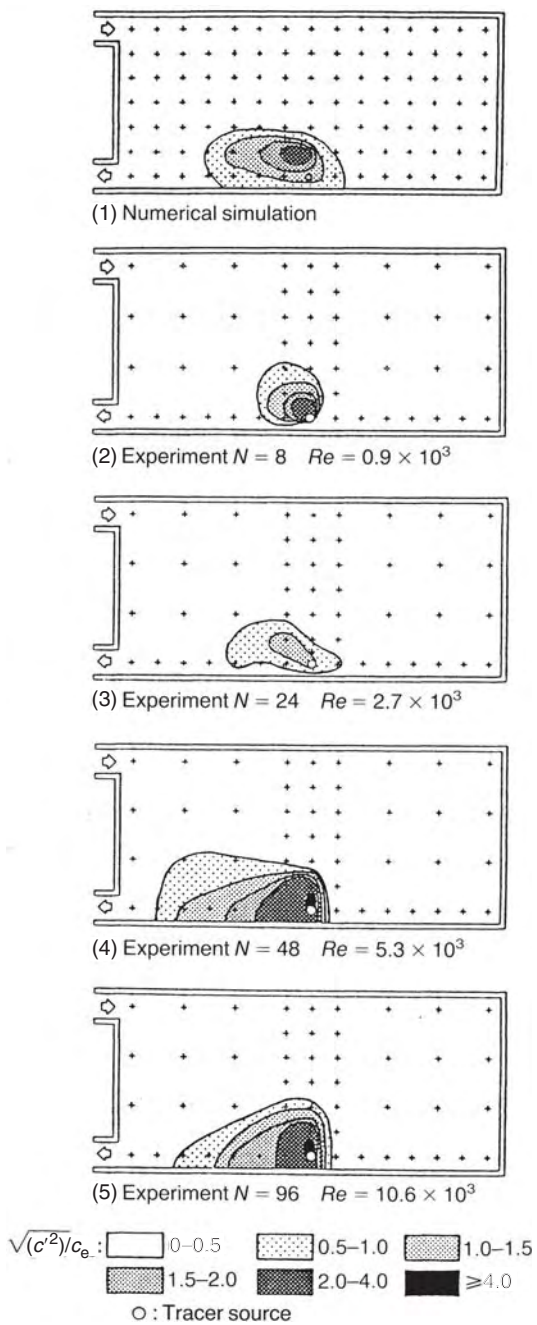 (1) Numerical simulation
(2) Experiment N = 8 Re = 0.9 × 10³
(3) Experiment N = 24 Re = 2.7 × 10³
(4) Experiment N = 48 Re = 5.3 × 10³
(5) Experiment N = 96 Re = 10.6 × 10³
√(c′²)/cₑ: 0–0.5 0.5–1.0 1.0–1.5
1.5–2.0 2.0–4.0 ⩾4.0
O : Tracer source